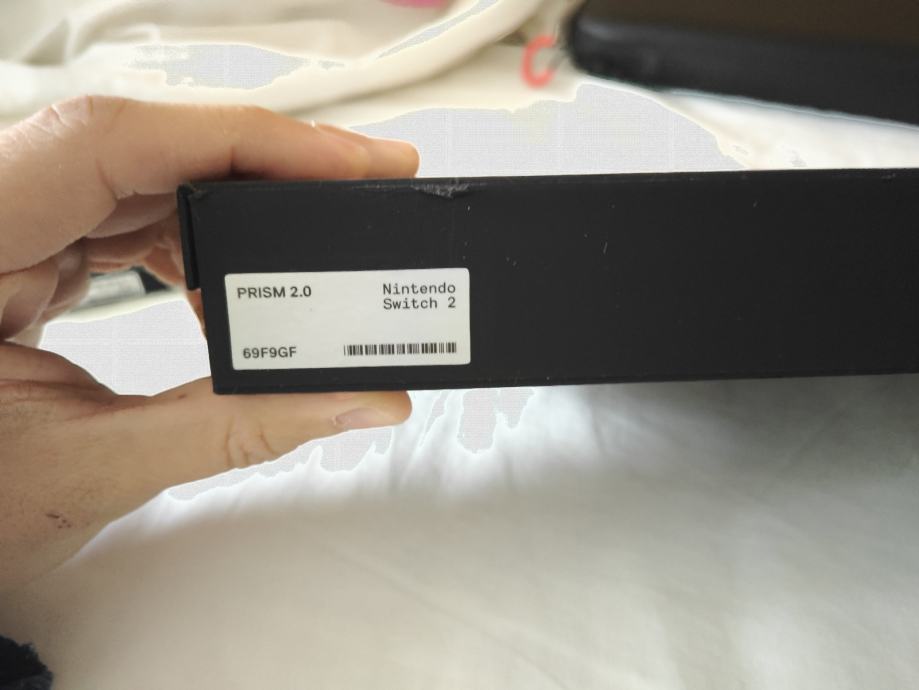 PRISM 2.0
Nintendo
Switch 2
69F9GF